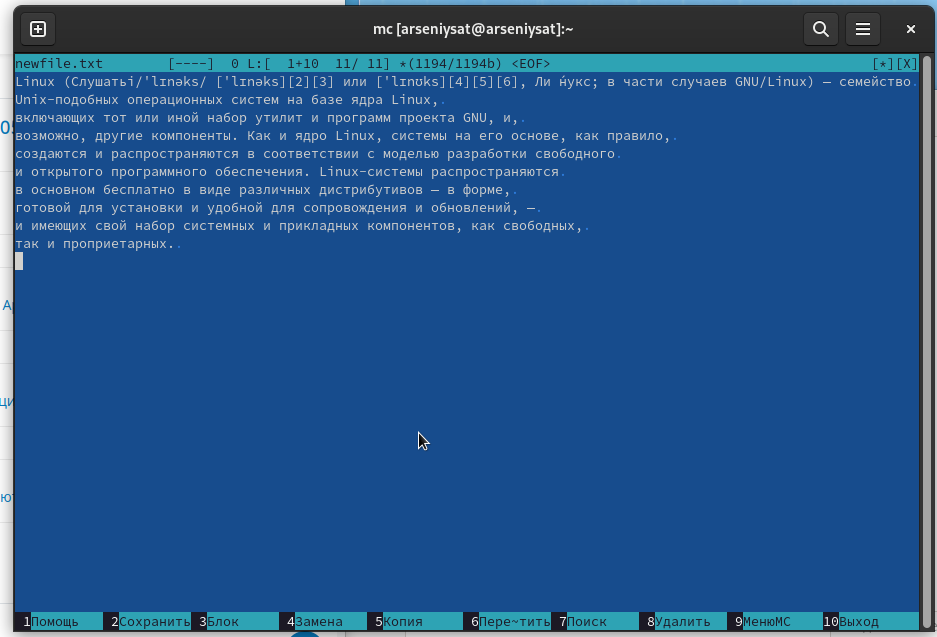 mc [arseniysat@arseniysat]:~
newfile.txt [----] 0 L:[ 1+10 11/ 11] *(1194/1194b) <EOF> [*][X]
Linux (Слушатьi/ˈlɪnəks/ [ˈlɪnəks][2][3] или [ˈlɪnʊks][4][5][6], Ли ́нукс; в части случаев GNU/Linux) — семейство.
Unix-подобных операционных систем на базе ядра Linux,.
включающих тот или иной набор утилит и программ проекта GNU, и,.
возможно, другие компоненты. Как и ядро Linux, системы на его основе, как правило,.
создаются и распространяются в соответствии с моделью разработки свободного.
и открытого программного обеспечения. Linux-системы распространяются.
в основном бесплатно в виде различных дистрибутивов — в форме,.
готовой для установки и удобной для сопровождения и обновлений, —.
и имеющих свой набор системных и прикладных компонентов, как свободных,.
так и проприетарных..
1Помощь 2Сохранить 3Блок 4Замена 5Копия 6Пере~тить 7Поиск 8Удалить 9МенюMC 10Выход